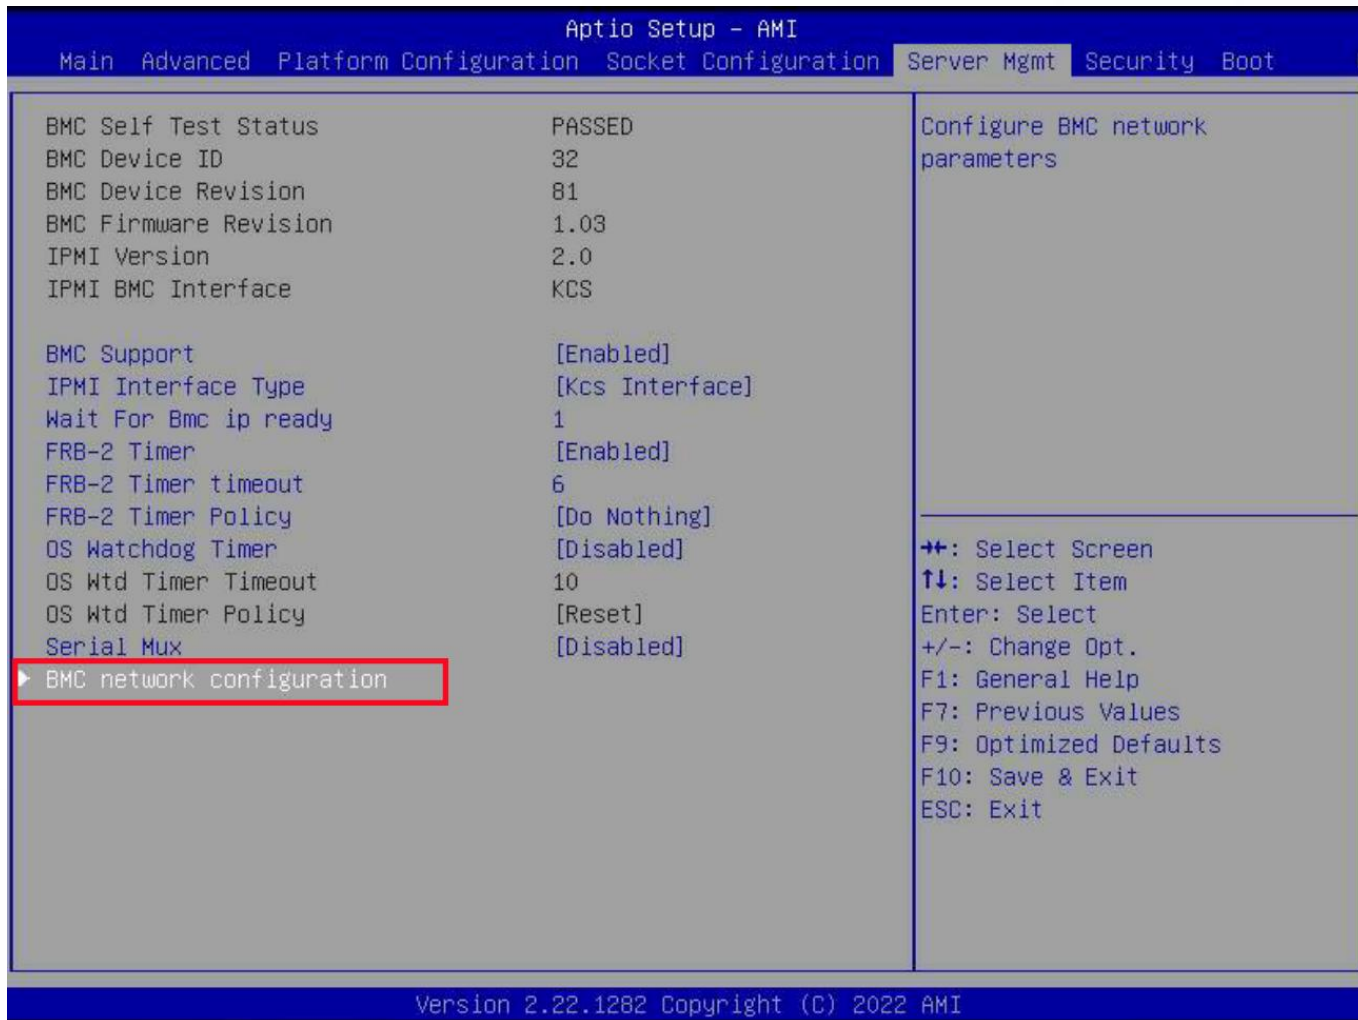 Aptio Setup – AMI
Main Advanced Platform Configuration Socket Configuration Server Mgmt Security Boot
BMC Self Test Status PASSED
BMC Device ID 32
BMC Device Revision 81
BMC Firmware Revision 1.03
IPMI Version 2.0
IPMI BMC Interface KCS
BMC Support [Enabled]
IPMI Interface Type [Kcs Interface]
Wait For Bmc ip ready 1
FRB-2 Timer [Enabled]
FRB-2 Timer timeout 6
FRB-2 Timer Policy [Do Nothing]
OS Watchdog Timer [Disabled]
OS Wtd Timer Timeout 10
OS Wtd Timer Policy [Reset]
Serial Mux [Disabled]
BMC network configuration
Configure BMC network
parameters
→←: Select Screen
↑↓: Select Item
Enter: Select
+/-: Change Opt.
F1: General Help
F7: Previous Values
F9: Optimized Defaults
F10: Save & Exit
ESC: Exit
Version 2.22.1282 Copyright (C) 2022 AMI